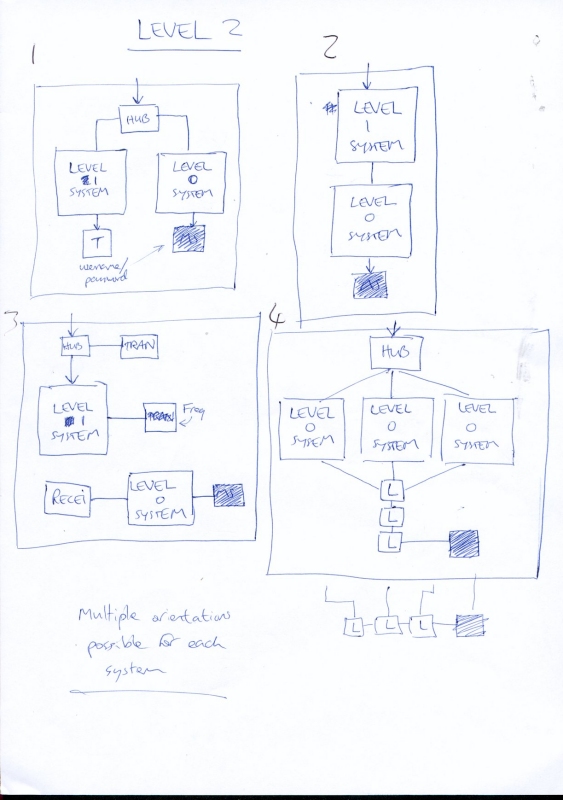 LEVEL 2
1
HUB
LEVEL
1
SYSTEM
LEVEL
0
SYSTEM
T
username/
password
2
LEVEL
1
SYSTEM
LEVEL
0
SYSTEM
3
HUB
TRAN
LEVEL
1
SYSTEM
TRAN
Freq
RECEI
LEVEL
0
SYSTEM
4
HUB
LEVEL
0
SYSTEM
LEVEL
0
SYSTEM
LEVEL
0
SYSTEM
L
L
L
L
L
L
Multiple orientations
possible for each
system